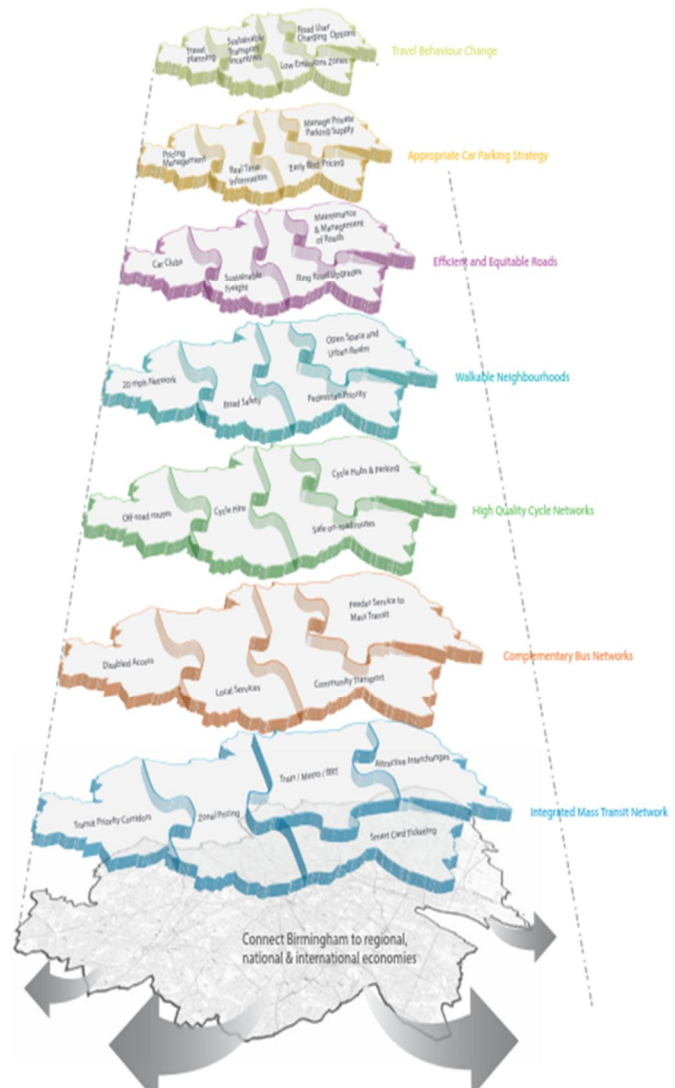 Road User
Charging Options
Sustainable
Transport
Incentives
Travel
Planning
Low Emissions Zones
Travel Behaviour Change
Manage Private
Parking Supply
Pricing
Management
Real Time
Information
Early Bird Pricing
Appropriate Car Parking Strategy
Maintenance
& Management
of Roads
Car Clubs
Sustainable
Freight
Ring Road Upgrades
Efficient and Equitable Roads
Open Space and
Urban Realm
20 mph Network
Road Safety
Pedestrian Priority
Walkable Neighbourhoods
Cycle Hubs & Parking
Off-road routes
Cycle Hire
Safe on-road routes
High Quality Cycle Networks
Feeder Service to
Mass Transit
Disabled Access
Local Services
Community Transport
Complementary Bus Networks
Train / Metro / BRT
Attractive Interchanges
Transit Priority Corridors
Zonal Pricing
Smart Card Ticketing
Integrated Mass Transit Network
Connect Birmingham to regional,
national & international economies